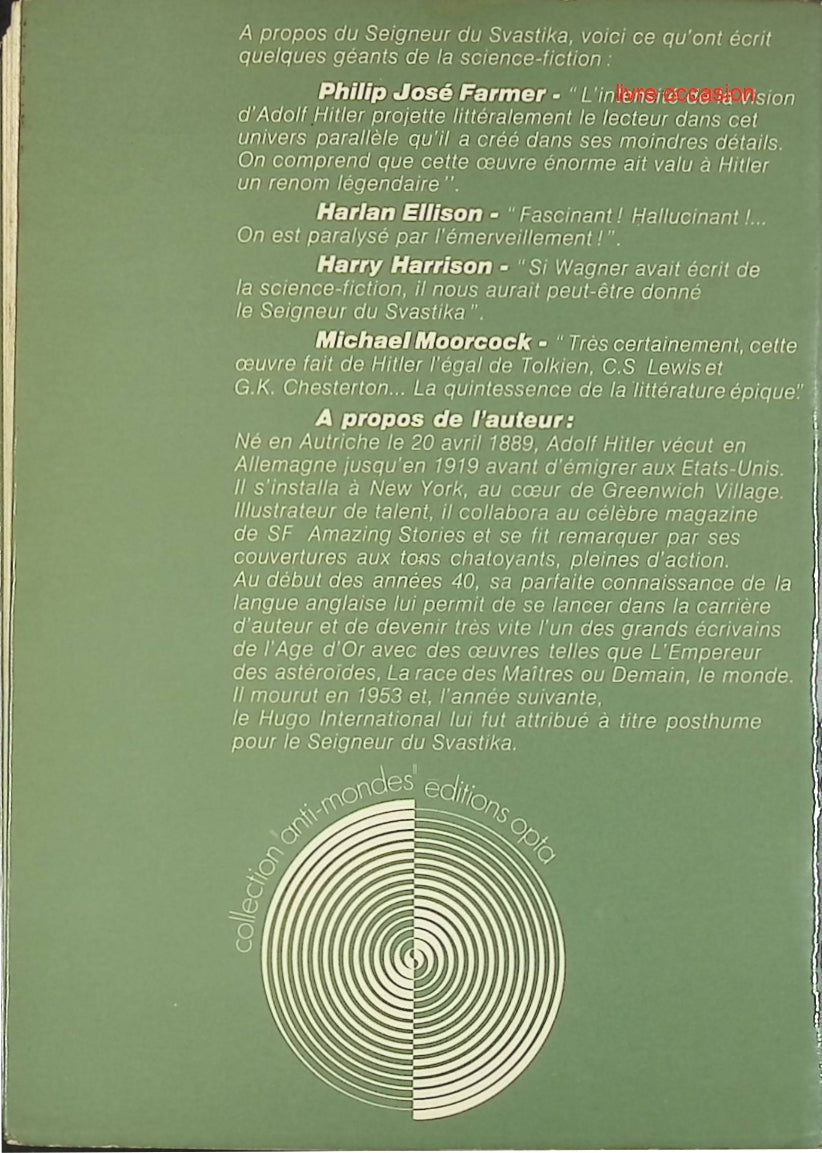 A propos du Seigneur du Svastika, voici ce qu'ont écrit
quelques géants de la science-fiction :
Philip José Farmer - "L'intensité de la vision
livre occasion
d'Adolf Hitler projette littéralement le lecteur dans cet
univers parallèle qu'il a créé dans ses moindres détails.
On comprend que cette œuvre énorme ait valu à Hitler
un renom légendaire".
Harlan Ellison - "Fascinant ! Hallucinant !...
On est paralysé par l'émerveillement !".
Harry Harrison - "Si Wagner avait écrit de
la science-fiction, il nous aurait peut-être donné
le Seigneur du Svastika".
Michael Moorcock - "Très certainement, cette
œuvre fait de Hitler l'égal de Tolkien, C.S Lewis et
G.K. Chesterton... La quintessence de la littérature épique."
A propos de l'auteur :
Né en Autriche le 20 avril 1889, Adolf Hitler vécut en
Allemagne jusqu'en 1919 avant d'émigrer aux Etats-Unis.
Il s'installa à New York, au cœur de Greenwich Village.
Illustrateur de talent, il collabora au célèbre magazine
de SF Amazing Stories et se fit remarquer par ses
couvertures aux tons chatoyants, pleines d'action.
Au début des années 40, sa parfaite connaissance de la
langue anglaise lui permit de se lancer dans la carrière
d'auteur et de devenir très vite l'un des grands écrivains
de l'Age d'Or avec des œuvres telles que L'Empereur
des astéroïdes, La race des Maîtres ou Demain, le monde.
Il mourut en 1953 et, l'année suivante,
le Hugo International lui fut attribué à titre posthume
pour le Seigneur du Svastika.
collection "anti-mondes" éditions opta